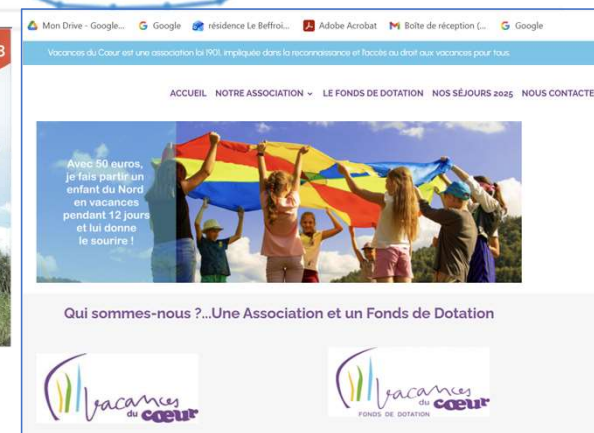 Mon Drive - Google... Google résidence Le Beffroi... Adobe Acrobat Boîte de réception (... Google
Vacances du Cœur est une association loi 1901, impliquée dans la reconnaissance et l'accès au droit aux vacances pour tous.
ACCUEIL NOTRE ASSOCIATION LE FONDS DE DOTATION NOS SÉJOURS 2025 NOUS CONTACTE
Avec 50 euros,
je fais partir un
enfant du Nord
en vacances
pendant 12 jours
et lui donne
le sourire !
Qui sommes-nous ?...Une Association et un Fonds de Dotation
vacances
du cœur
vacances
du cœur
FONDS DE DOTATION